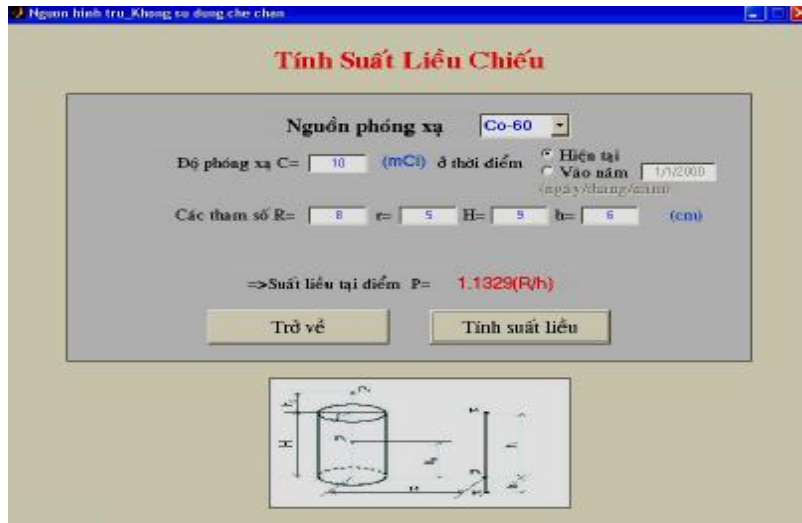 Nguon hinh tru_Khong su dung che chan
Tính Suất Liều Chiếu
Nguồn phóng xạ Co-60
Độ phóng xạ C= 10 (mCi) ở thời điểm Hiện tại
Vào năm 1/1/2000
(ngày/tháng/năm)
Các tham số R= 8 r= 5 H= 9 h= 6 (cm)
=>Suất liều tại điểm P= 1.1329(R/h)
Trở về Tính suất liều
H